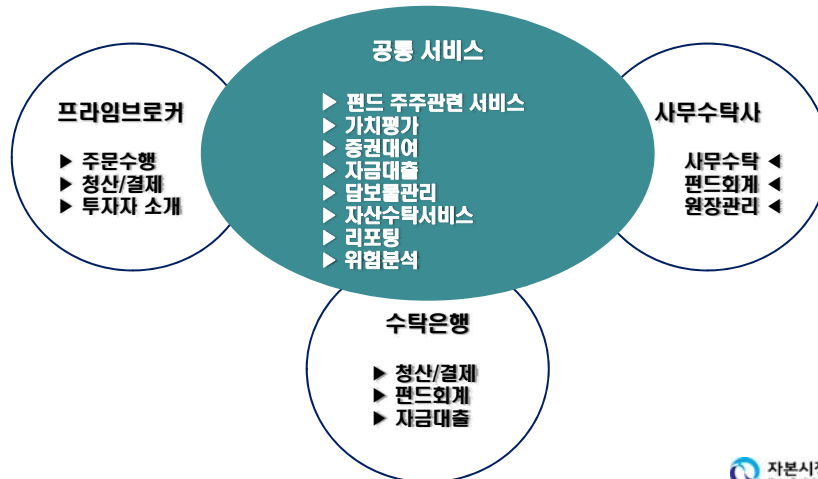 공통 서비스
▶ 펀드 주주관련 서비스
▶ 가치평가
▶ 증권대여
▶ 자금대출
▶ 담보물관리
▶ 자산수탁서비스
▶ 리포팅
▶ 위험분석
프라임브로커
▶ 주문수행
▶ 청산/결제
▶ 투자자 소개
사무수탁사
사무수탁 ◀
펀드회계 ◀
원장관리 ◀
수탁은행
▶ 청산/결제
▶ 펀드회계
▶ 자금대출
자본시장